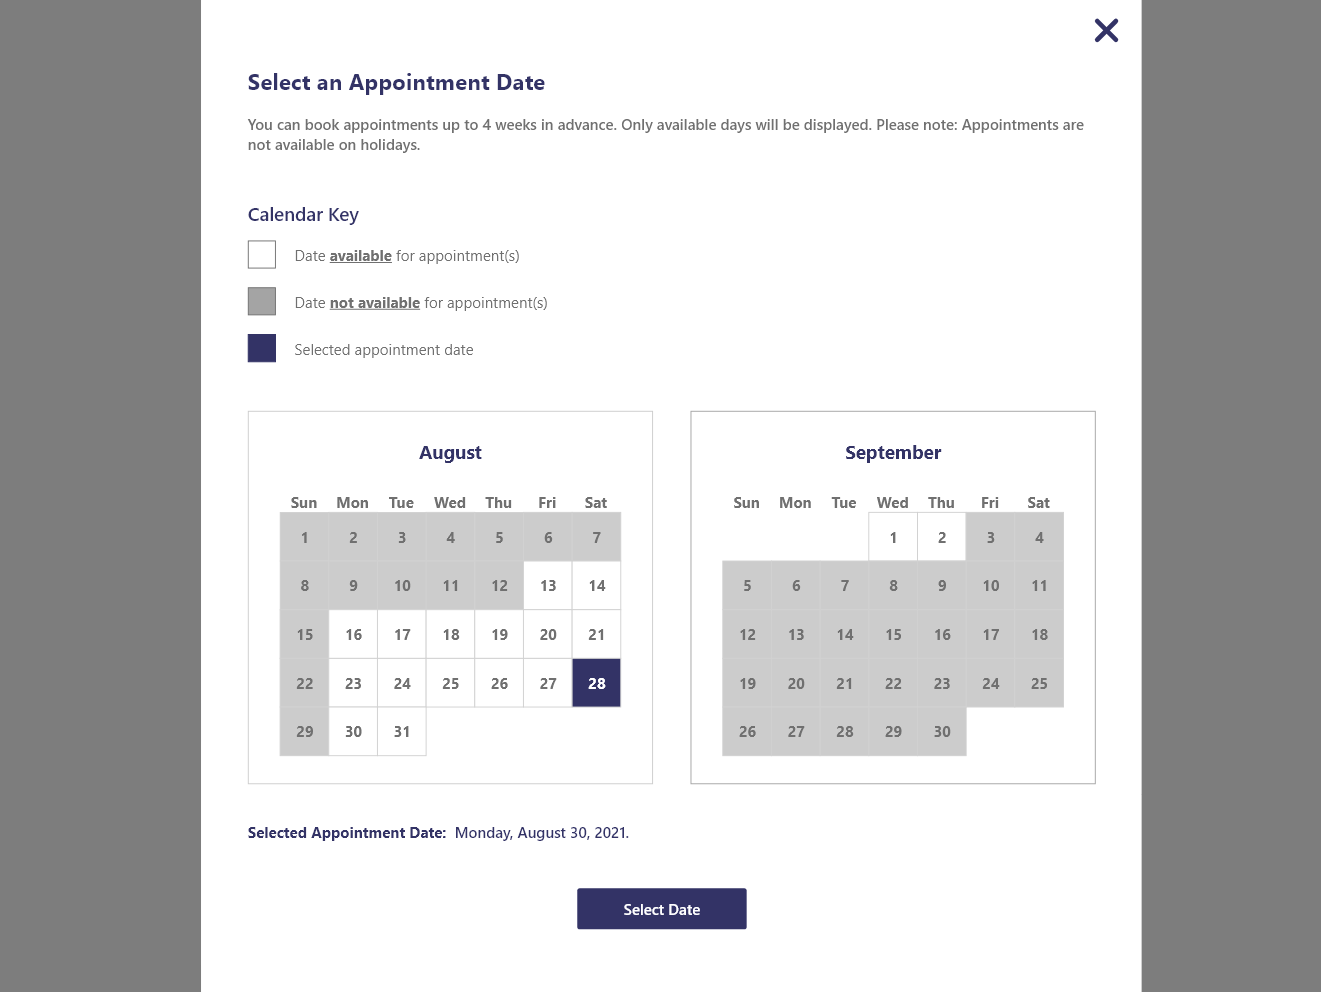 Select an Appointment Date
You can book appointments up to 4 weeks in advance. Only available days will be displayed. Please note: Appointments are
not available on holidays.
Calendar Key
Date available for appointment(s)
Date not available for appointment(s)
Selected appointment date
August
Sun Mon Tue Wed Thu Fri Sat
1 2 3 4 5 6 7
8 9 10 11 12 13 14
15 16 17 18 19 20 21
22 23 24 25 26 27 28
29 30 31
September
Sun Mon Tue Wed Thu Fri Sat
1 2 3 4
5 6 7 8 9 10 11
12 13 14 15 16 17 18
19 20 21 22 23 24 25
26 27 28 29 30
Selected Appointment Date: Monday, August 30, 2021.
Select Date